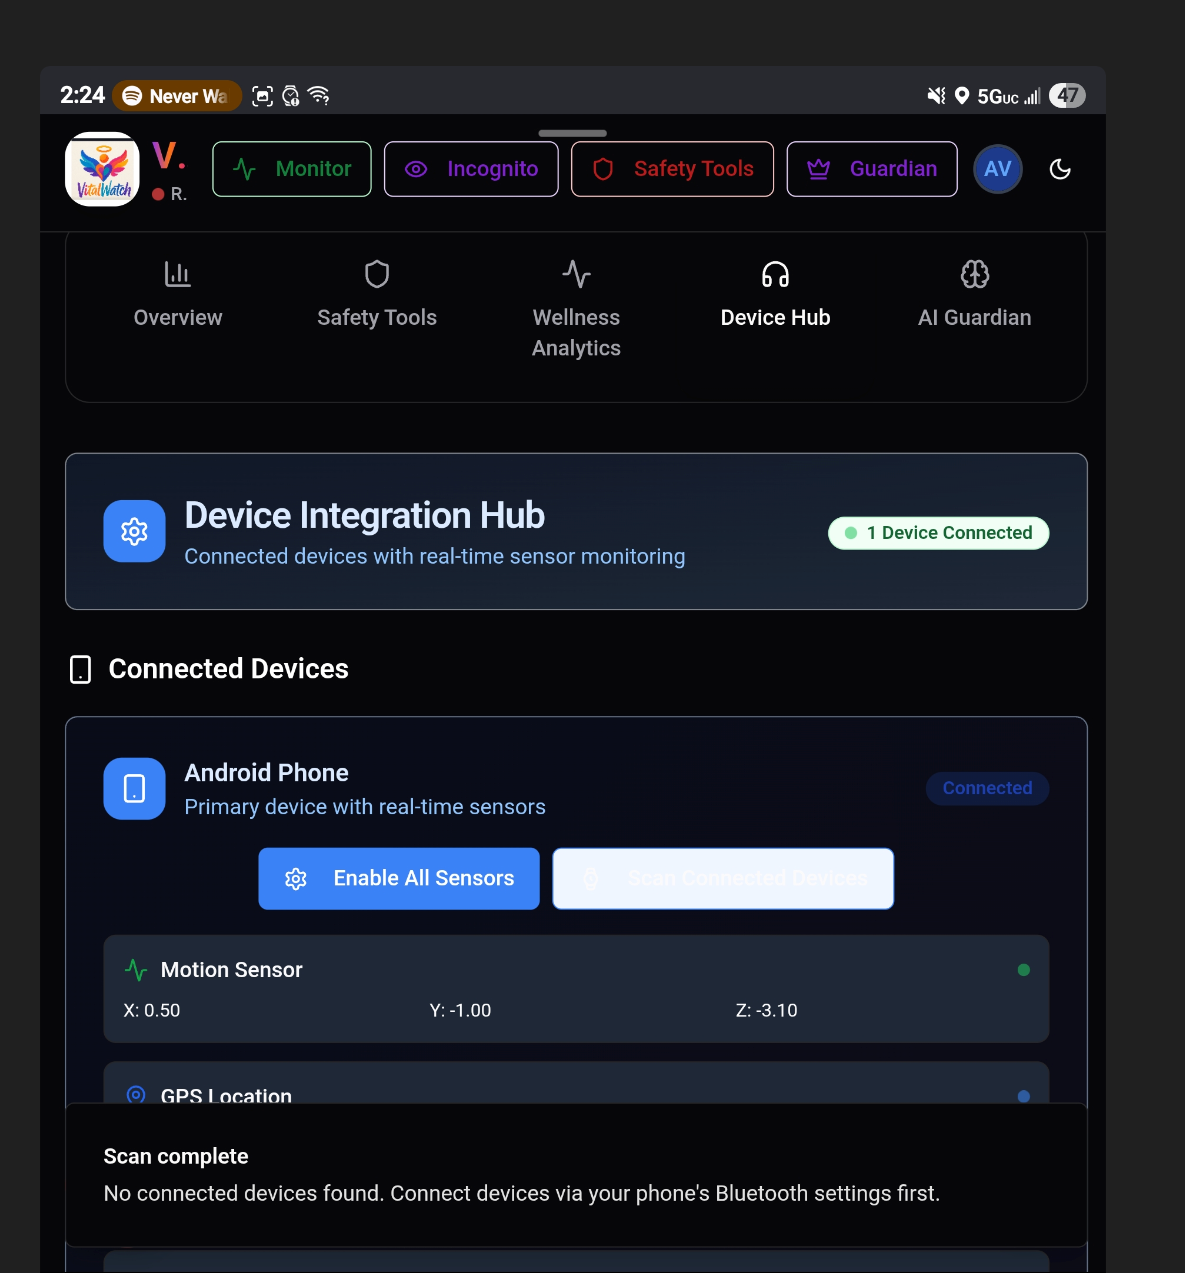 2:24
Never Wa
5Guc
47
VitalWatch
V.
R.
Monitor
Incognito
Safety Tools
Guardian
AV
Overview
Safety Tools
Wellness
Analytics
Device Hub
AI Guardian
Device Integration Hub
Connected devices with real-time sensor monitoring
1 Device Connected
Connected Devices
Android Phone
Primary device with real-time sensors
Connected
Enable All Sensors
Scan Connected Devices
Motion Sensor
X: 0.50
Y: -1.00
Z: -3.10
GPS Location
Scan complete
No connected devices found. Connect devices via your phone's Bluetooth settings first.